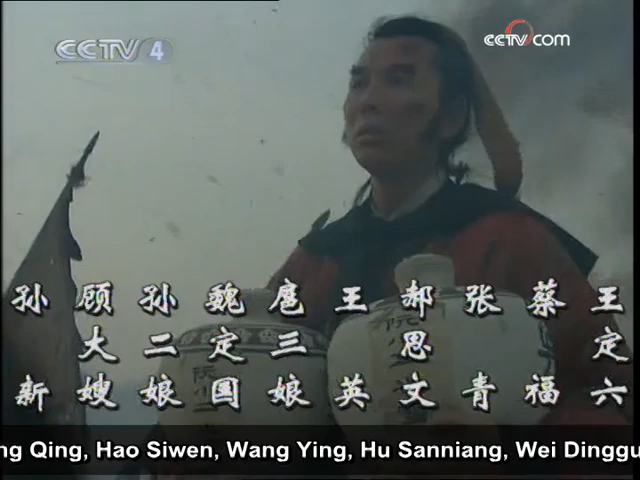 CCTV 4
CCTV.com
王定六
蔡福
张青
郝思文
王英
扈三娘
魏定国
孙二娘
顾大嫂
孙新
ng Qing, Hao Siwen, Wang Ying, Hu Sanniang, Wei Dinggu